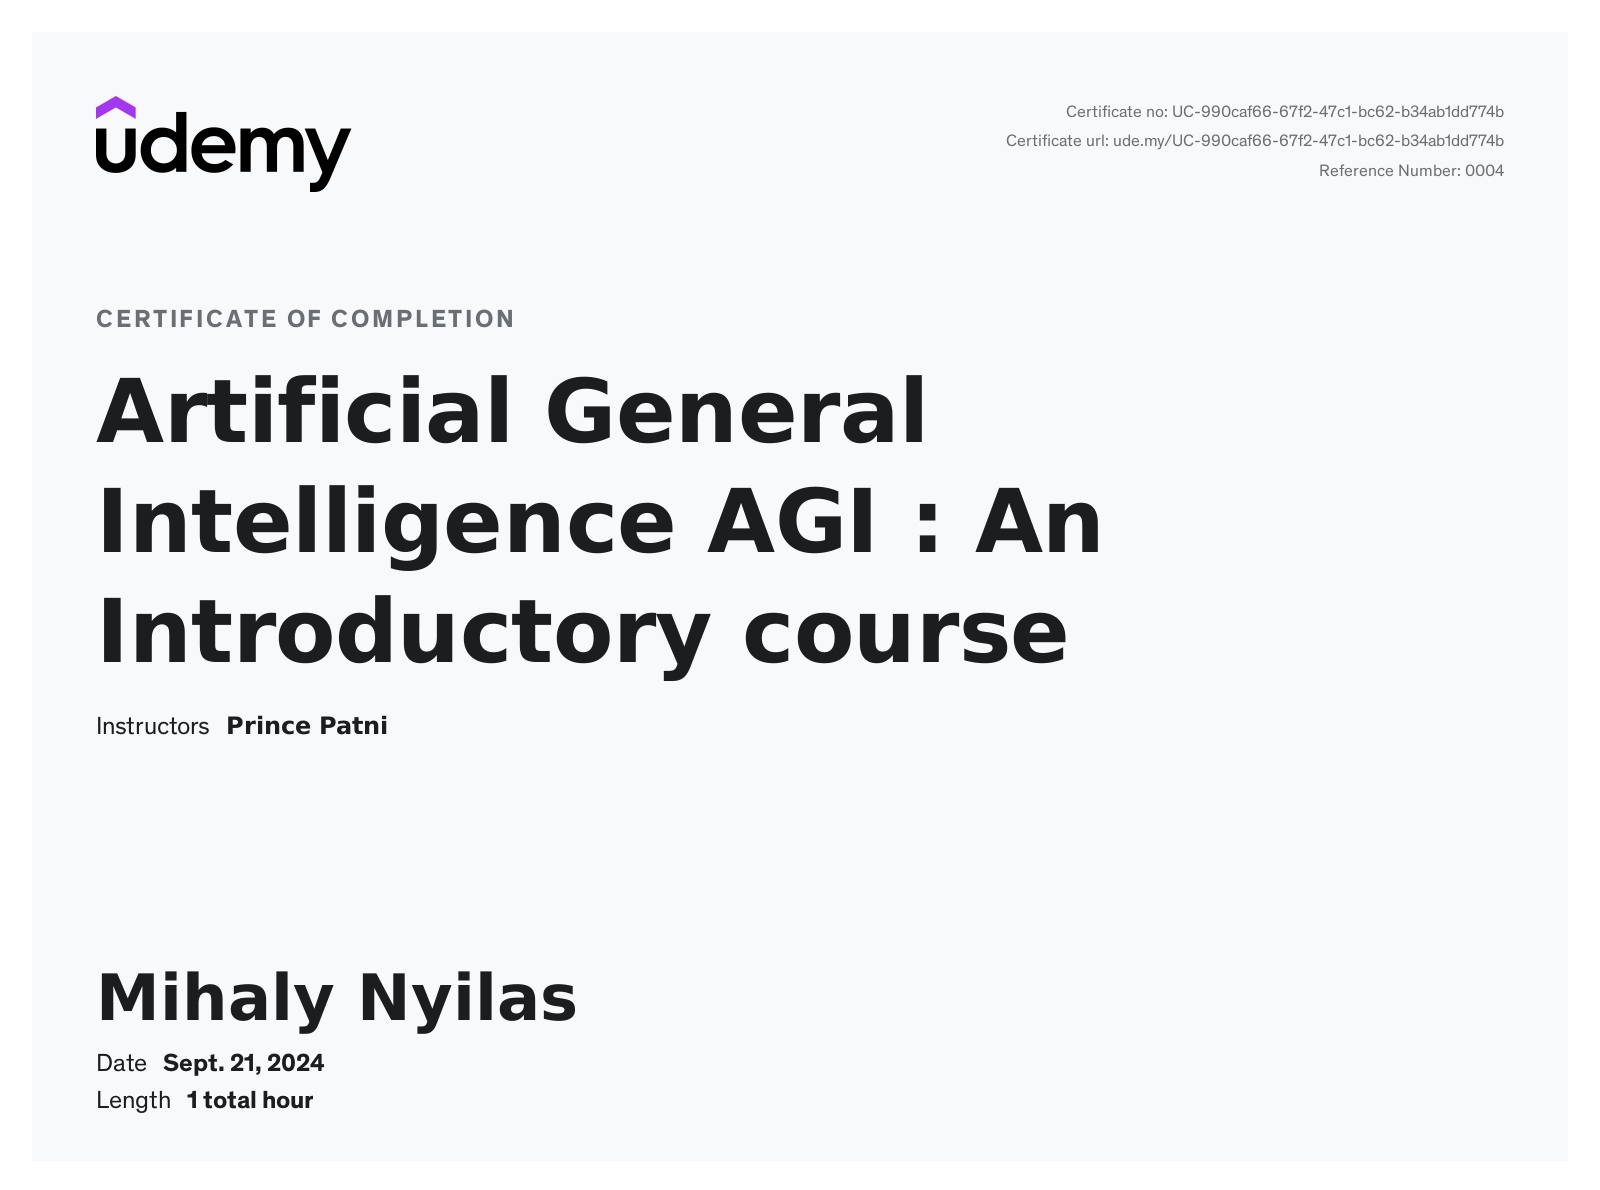 udemy
Certificate no: UC-990caf66-67f2-47c1-bc62-b34ab1dd774b
Certificate url: ude.my/UC-990caf66-67f2-47c1-bc62-b34ab1dd774b
Reference Number: 0004
CERTIFICATE OF COMPLETION
Artificial General
Intelligence AGI : An
Introductory course
Instructors Prince Patni
Mihaly Nyilas
Date Sept. 21, 2024
Length 1 total hour